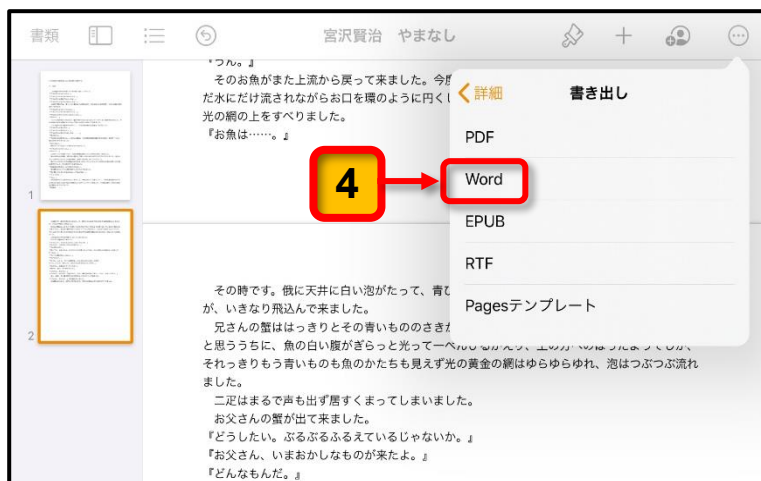 書類
宮沢賢治 やまなし
『うん。』
そのお魚がまた上流から戻って来ました。今度
だ水にだけ流されながらお口を環のように円くし
光の網の上をすべりました。
『お魚は……。』
詳細
書き出し
PDF
Word
EPUB
RTF
Pagesテンプレート
4
1
2
その時です。俄に天井に白い泡がたって、青び
が、いきなり飛込んで来ました。
兄さんの蟹ははっきりとその青いもののさきが
と思ううちに、魚の白い腹がぎらっと光って一ぺん
それっきりもう青いものも魚のかたちも見えず光の黄金の網はゆらゆらゆれ、泡はつぶつぶ流れ
ました。
二疋はまるで声も出ず居すくまってしまいました。
お父さんの蟹が出て来ました。
『どうしたい。ぶるぶるふるえているじゃないか。』
『お父さん、いまおかしなものが来たよ。』
『どんなもんだ。』